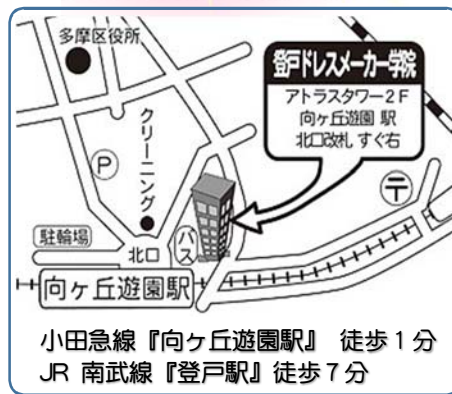 多摩区役所
登戸ドレスメーカー学院
アトラスタワー2F
向ヶ丘遊園 駅
北口改札 すぐ右
クリーニング
P
〒
駐輪場
北口
バス
向ヶ丘遊園駅
小田急線『向ヶ丘遊園駅』 徒歩1分
JR 南武線『登戸駅』徒歩7分